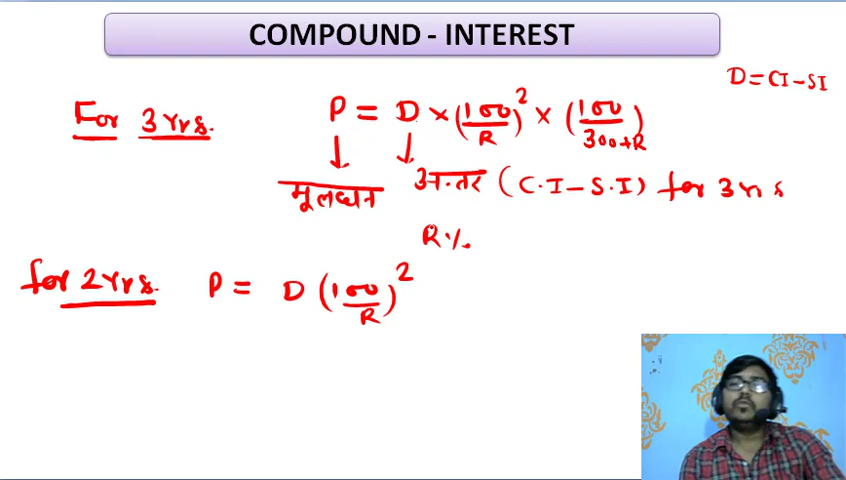 COMPOUND - INTEREST
D = CI - SI
For 3 Yrs. P = D × (100/R)² × (100/300+R)
मूलधन अन्तर (C.I - S.I) for 3 yrs
R%
for 2 Yrs. P = D (100/R)²